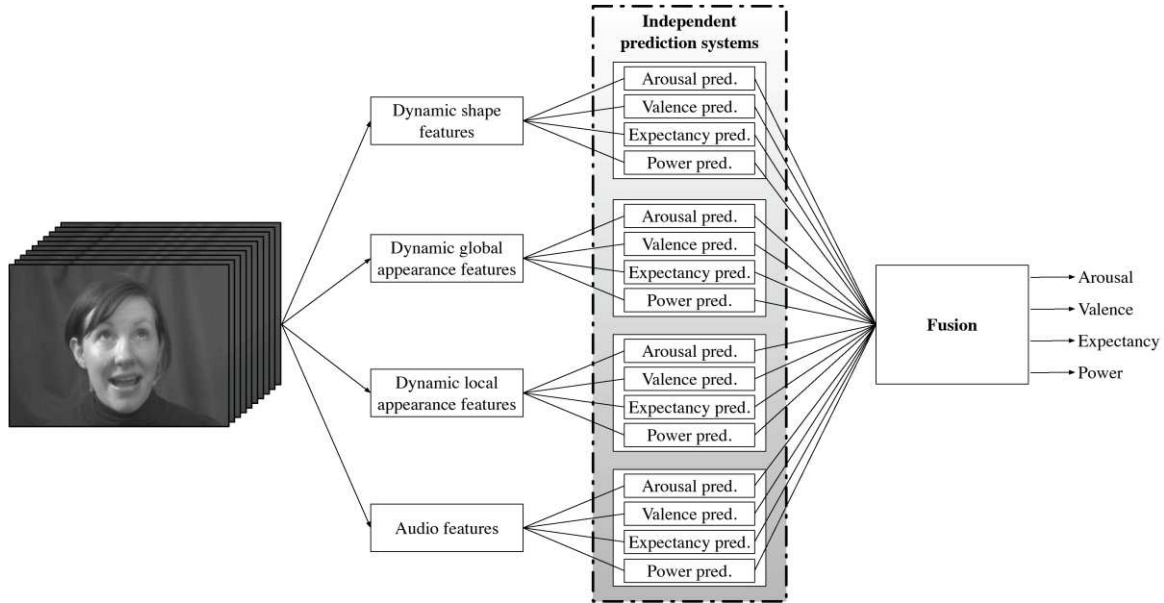 Independent
prediction systems
Arousal pred.
Valence pred.
Expectancy pred.
Power pred.
Dynamic shape
features
Arousal pred.
Valence pred.
Expectancy pred.
Power pred.
Dynamic global
appearance features
Arousal pred.
Valence pred.
Expectancy pred.
Power pred.
Dynamic local
appearance features
Arousal pred.
Valence pred.
Expectancy pred.
Power pred.
Audio features
Fusion
Arousal
Valence
Expectancy
Power